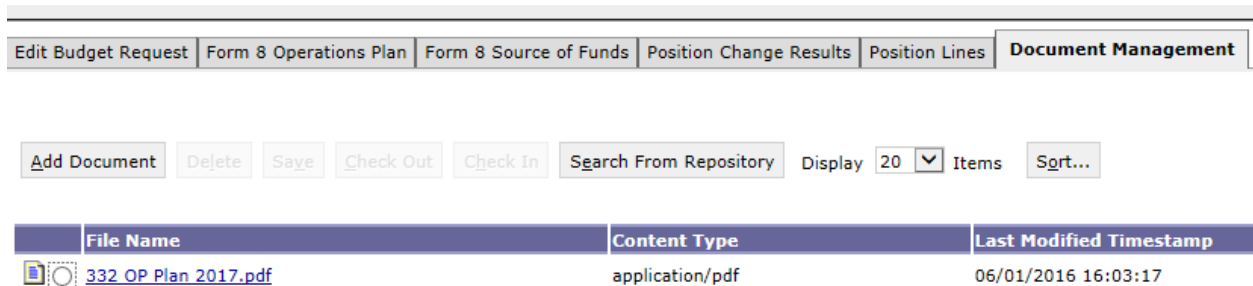 Edit Budget Request Form 8 Operations Plan Form 8 Source of Funds Position Change Results Position Lines Document Management
Add Document Delete Save Check Out Check In Search From Repository Display 20 Items Sort...
File Name Content Type Last Modified Timestamp
332 OP Plan 2017.pdf application/pdf 06/01/2016 16:03:17